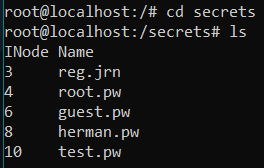 root@localhost:/# cd secrets
root@localhost:/secrets# ls
INode Name
3     reg.jrn
4     root.pw
6     guest.pw
8     herman.pw
10    test.pw